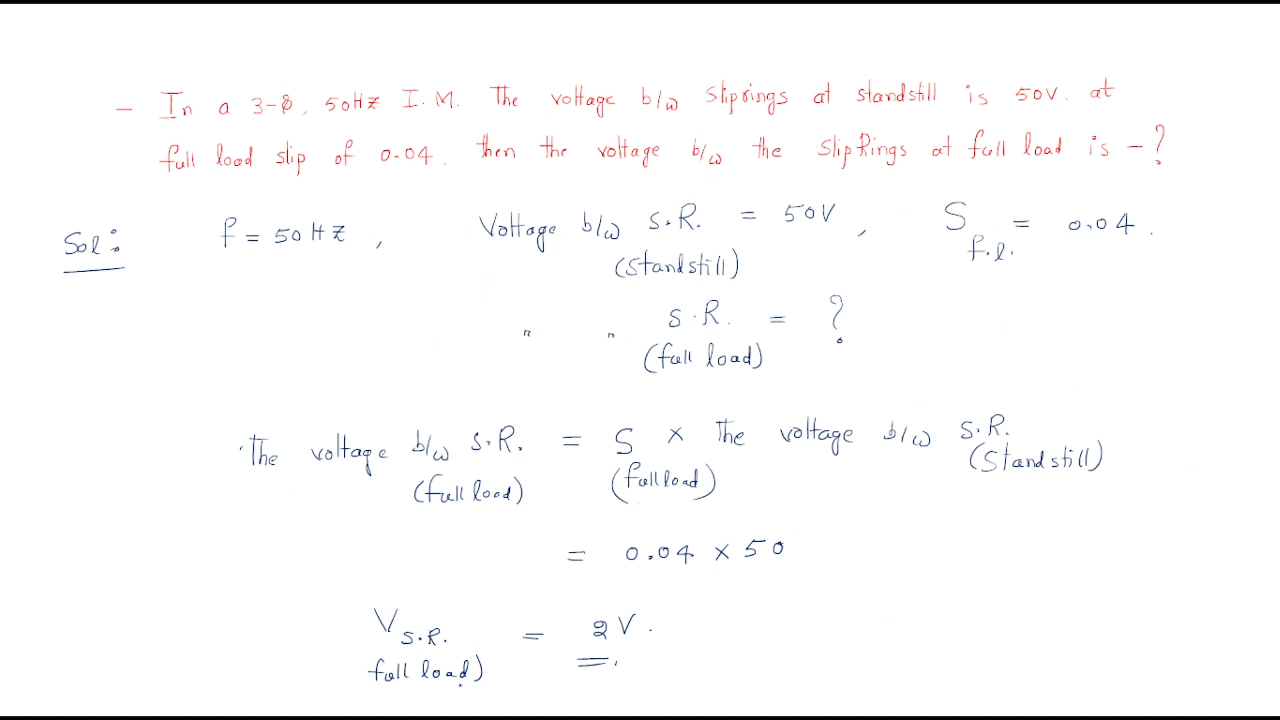 - In a 3-ϕ, 50HZ I.M. The voltage b/w sliprings at standstill is 50V. at
full load slip of 0.04. then the voltage b/w the SlipRings at full load is - ?
Sol: f = 50HZ, Voltage b/w S.R. = 50V, S f.l. = 0.04.
(standstill)
" " S.R. = ?
(full load)
The voltage b/w S.R. = S × The voltage b/w S.R.
(full load) (full load) (Standstill)
= 0.04 × 50
V S.R. = 2V.
full load)